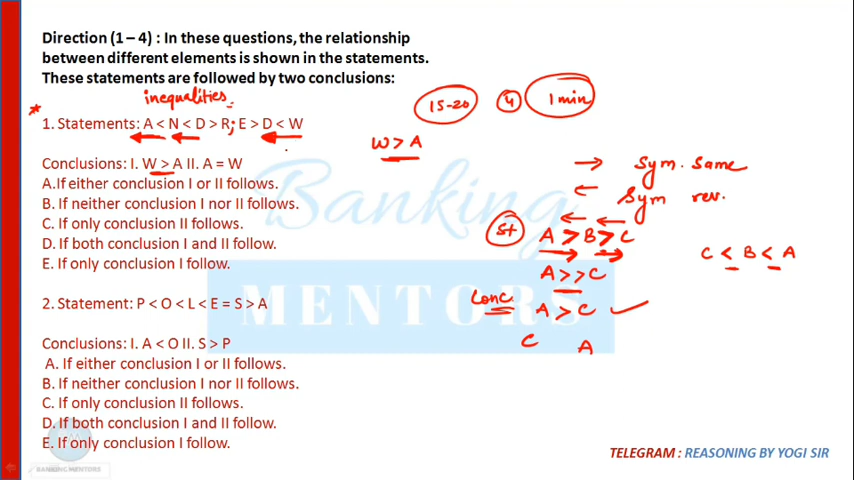 Direction (1 – 4) : In these questions, the relationship
between different elements is shown in the statements.
These statements are followed by two conclusions:
inequalities
15-20 4 1 min
* 1. Statements: A < N < D > R; E > D < W
W > A
Conclusions: I. W > A II. A = W
A.If either conclusion I or II follows.
B. If neither conclusion I nor II follows.
C. If only conclusion II follows.
D. If both conclusion I and II follow.
E. If only conclusion I follow.
→ Sym. Same
← Sym rev.
St A > B > C
C < B < A
A >> C
Conc. A > C ✓
C A
2. Statement: P < O < L < E = S > A
Conclusions: I. A < O II. S > P
A. If either conclusion I or II follows.
B. If neither conclusion I nor II follows.
C. If only conclusion II follows.
D. If both conclusion I and II follow.
E. If only conclusion I follow.
Banking
MENTORS
BANKING MENTORS
TELEGRAM : REASONING BY YOGI SIR